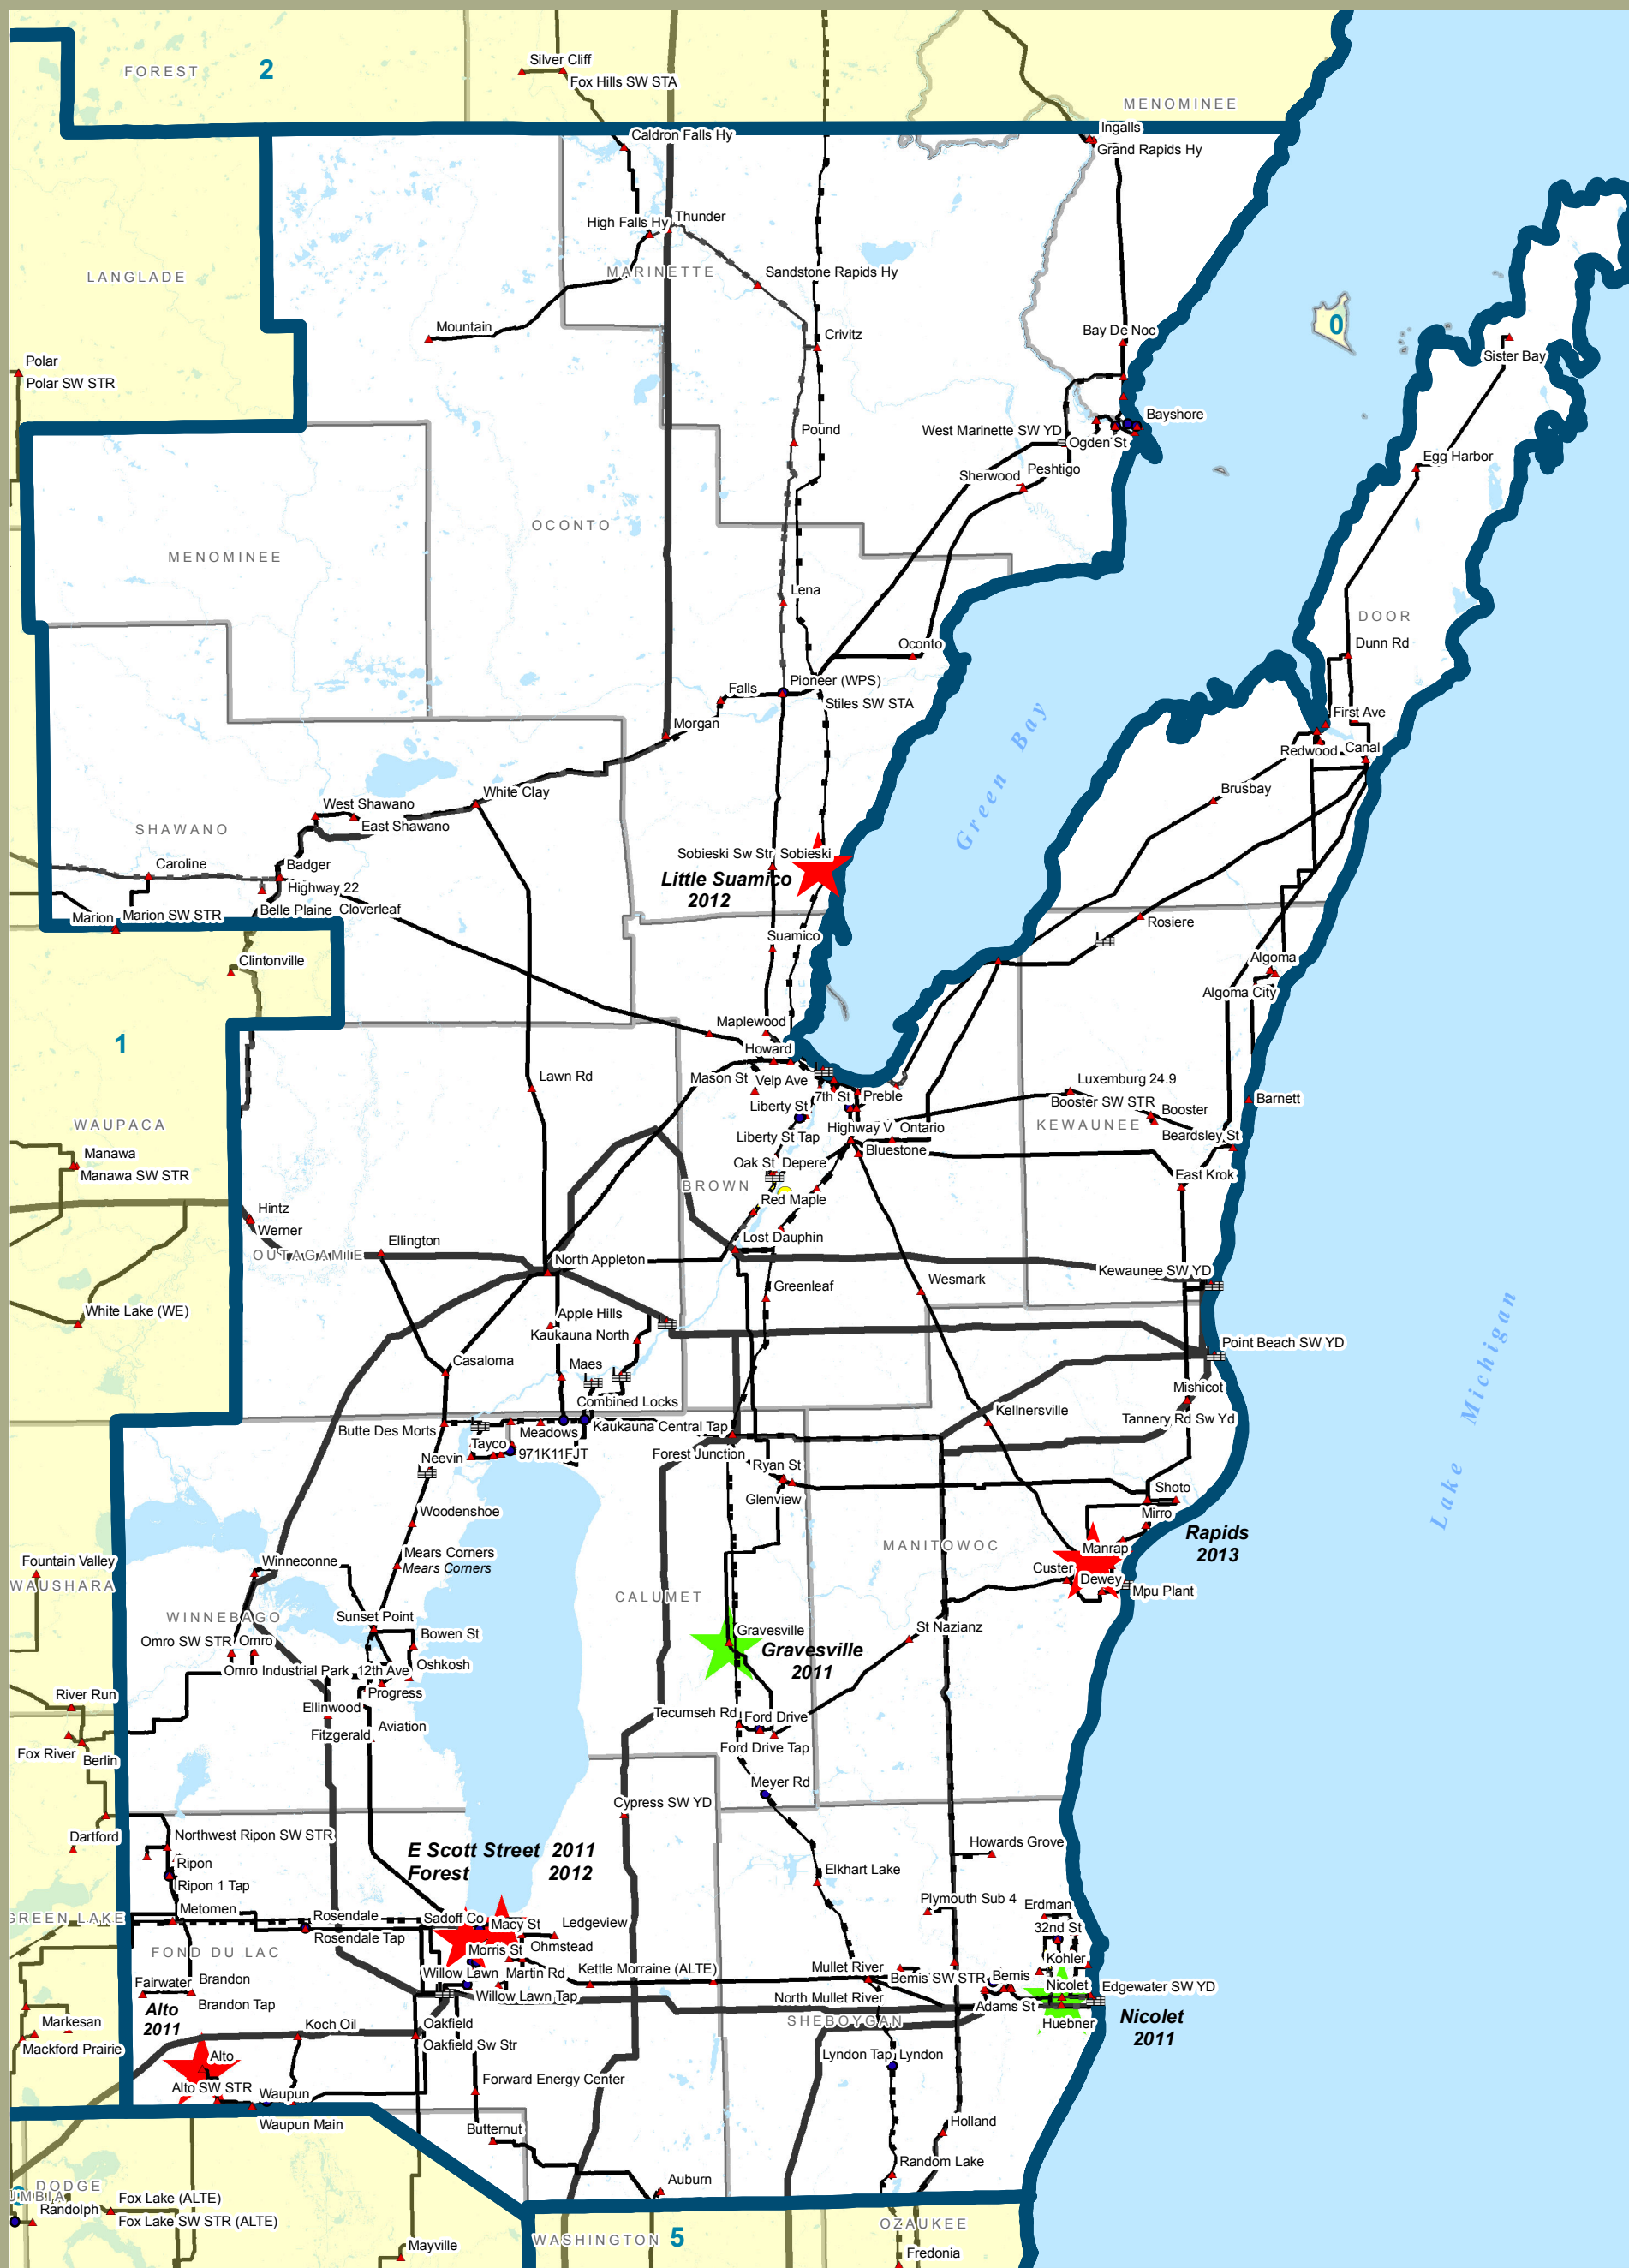 Silver Cliff
FOREST
2
Fox Hills SW STA
MENOMINEE
Ingalls
Caldron Falls Hy
Grand Rapids Hy
High Falls Hy
Thunder
MARINETTE
Sandstone Rapids Hy
LANGLADE
Mountain
Crivitz
Bay De Noc
0
Sister Bay
Polar
Polar SW STR
Bayshore
West Marinette SW YD
Ogden St
Pound
Egg Harbor
Sherwood
Peshtigo
OCONTO
MENOMINEE
Lena
DOOR
Dunn Rd
Oconto
Falls
Pioneer (WPS)
Stiles SW STA
Morgan
First Ave
Redwood
Canal
Green Bay
White Clay
Brusbay
West Shawano
East Shawano
SHAWANO
Sobieski Sw Str
Sobieski
Caroline
Badger
Little Suamico
2012
Highway 22
Belle Plaine
Cloverleaf
Marion
Marion SW STR
Rosiere
Suamico
Clintonville
Algoma
Algoma City
1
Maplewood
Howard
Lawn Rd
Mason St
Velp Ave
Luxemburg 24.9
7th St
Preble
Liberty St
Booster SW STR
Booster
Barnett
WAUPACA
Highway V
Ontario
KEWAUNEE
Liberty St Tap
Beardsley St
Manawa
Manawa SW STR
Bluestone
Oak St
Depere
East Krok
BROWN
Red Maple
Hintz
Werner
Lost Dauphin
OUTAGAMIE
Ellington
North Appleton
Kewaunee SW YD
Greenleaf
Wesmark
White Lake (WE)
Apple Hills
Kaukauna North
Point Beach SW YD
Lake Michigan
Casaloma
Maes
Mishicot
Combined Locks
Tannery Rd Sw Yd
Kellnersville
Butte Des Morts
Meadows
Kaukauna Central Tap
Tayco
971K11FJT
Forest Junction
Neevin
Ryan St
Glenview
Shoto
Woodenshoe
Mirro
Rapids
2013
MANITOWOC
Manrap
Mears Corners
Mears Corners
Fountain Valley
Winneconne
Custer
Dewey
Mpu Plant
WAUSHARA
CALUMET
WINNEBAGO
Sunset Point
Bowen St
St Nazianz
Gravesville
Gravesville
2011
Omro SW STR
Omro
Omro Industrial Park
12th Ave
Oshkosh
Progress
River Run
Ellinwood
Tecumseh Rd
Ford Drive
Fitzgerald
Aviation
Ford Drive Tap
Fox River
Berlin
Meyer Rd
Cypress SW YD
Dartford
Northwest Ripon SW STR
E Scott Street 2011
Forest 2012
Howards Grove
Ripon
Ripon 1 Tap
Elkhart Lake
Plymouth Sub 4
Metomen
Rosendale
Erdman
GREEN LAKE
Rosendale Tap
Sadoff Co
Macy St
Ledgeview
32nd St
FOND DU LAC
Morris St
Ohmstead
Kohler
Mullet River
Kettle Morraine (ALTE)
Fairwater
Brandon
Willow Lawn
Martin Rd
Bemis SW STR
Bemis
Nicolet
Edgewater SW YD
Brandon Tap
Willow Lawn Tap
North Mullet River
Adams St
Alto
2011
SHEBOYGAN
Huebner
Nicolet
2011
Markesan
Koch Oil
Oakfield
Mackford Prairie
Oakfield Sw Str
Alto
Lyndon Tap
Lyndon
Alto SW STR
Waupun
Forward Energy Center
Waupun Main
Holland
Butternut
Random Lake
Auburn
DODGE
UMBIA
Fox Lake (ALTE)
Randolph
Fox Lake SW STR (ALTE)
OZAUKEE
WASHINGTON
5
Mayville
Fredonia